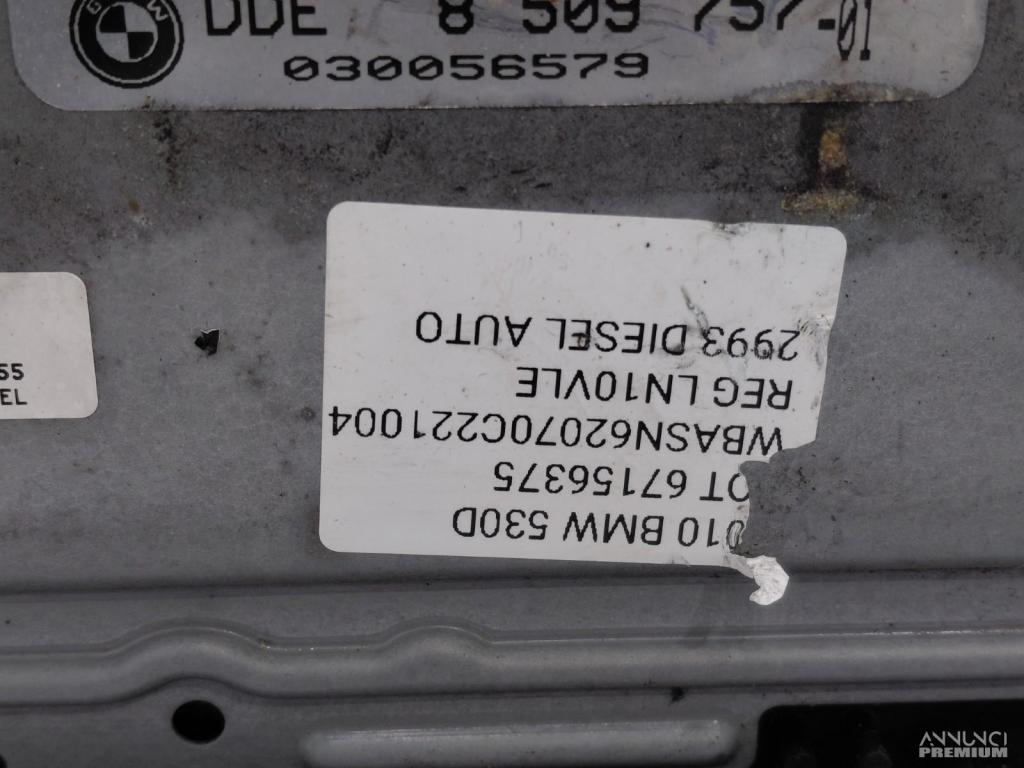 BMW
DDE 8 509 757-01
030056579
55
EL
010 BMW 530D
OT 67156375
WBASN62070C221004
REG LN10VLE
2993 DIESEL AUTO
ANNUNCI
PREMIUM